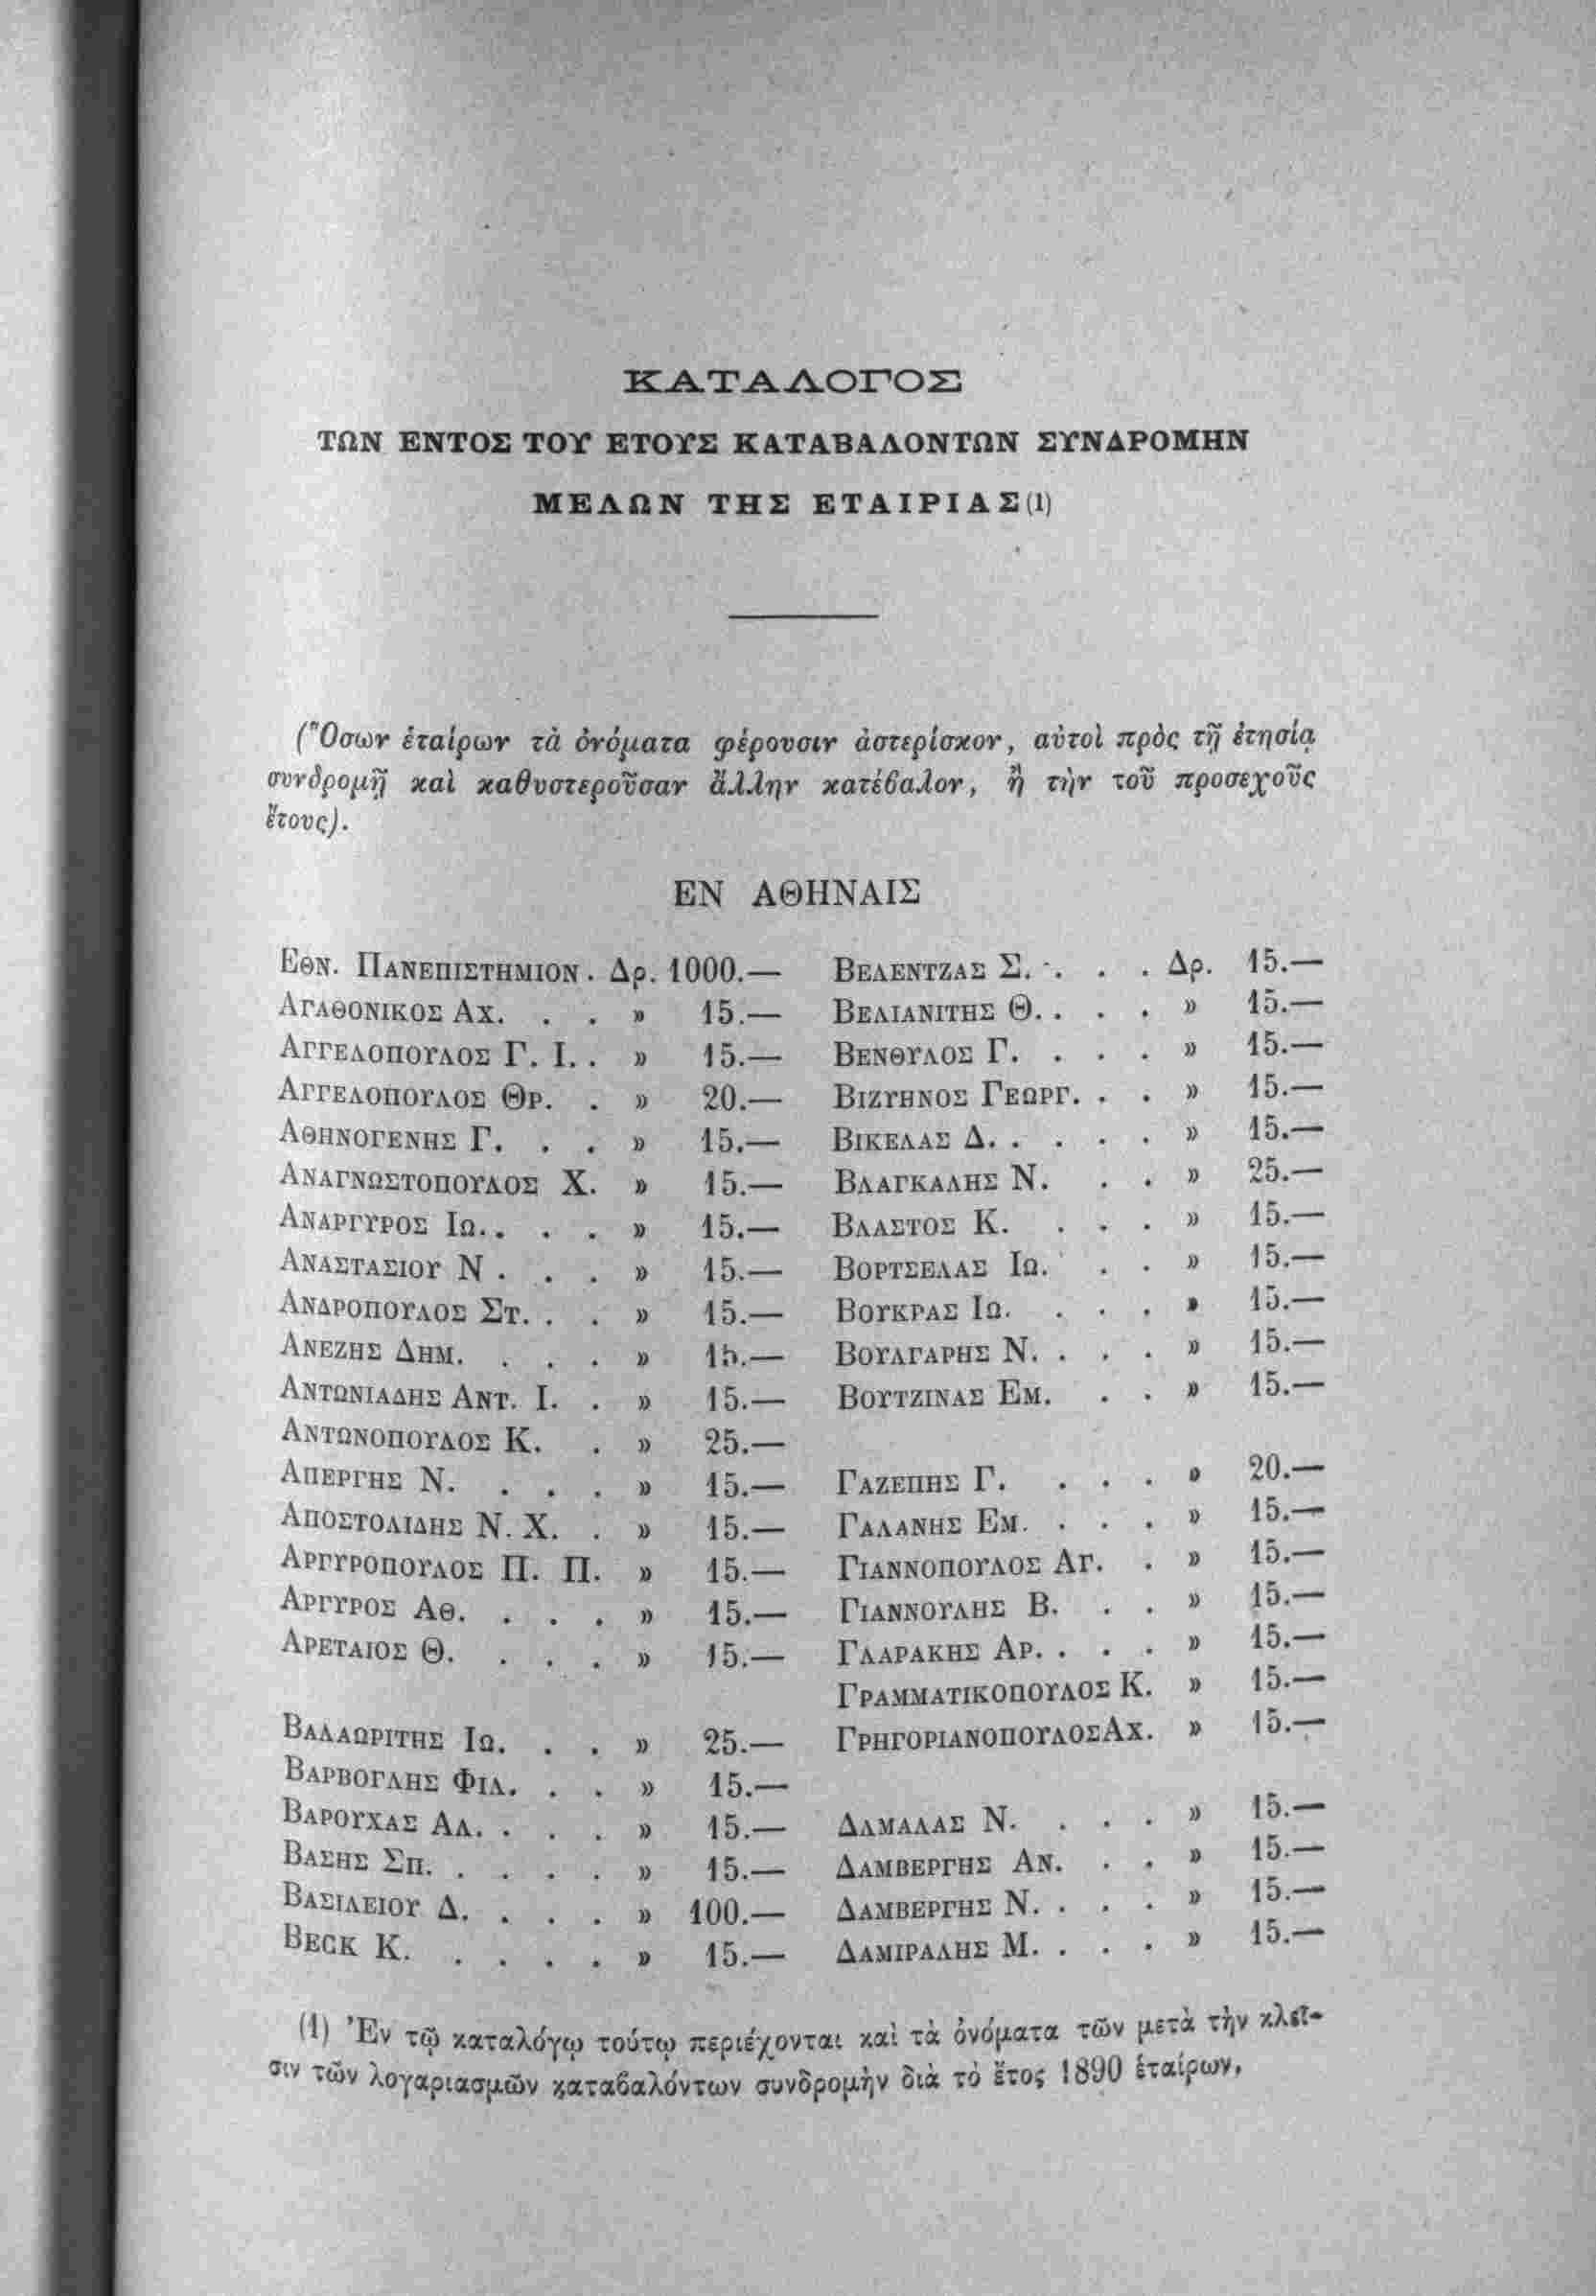 ΚΑΤΑΛΟΓΟΣ
ΤΩΝ ΕΝΤΟΣ ΤΟΥ ΕΤΟΥΣ ΚΑΤΑΒΑΛΟΝΤΩΝ ΣΥΝΔΡΟΜΗΝ
ΜΕΛΩΝ ΤΗΣ ΕΤΑΙΡΙΑΣ(1)
(Ὅσων ἑταίρων τὰ ὀνόματα φέρουσιν ἀστερίσκον, αὐτοὶ πρὸς τῇ ἐτησίᾳ
συνδρομῇ καὶ καθυστεροῦσαν ἄλλην κατέβαλον, ἢ τὴν τοῦ προσεχοῦς
ἔτους).
ΕΝ ΑΘΗΝΑΙΣ
ΕΘΝ. ΠΑΝΕΠΙΣΤΗΜΙΟΝ. Δρ. 1000.—
ΑΓΑΘΟΝΙΚΟΣ ΑΧ. . . » 15.—
ΑΓΓΕΛΟΠΟΥΛΟΣ Γ. Ι. . » 15.—
ΑΓΓΕΛΟΠΟΥΛΟΣ ΘΡ. . » 20.—
ΑΘΗΝΟΓΕΝΗΣ Γ. . . » 15.—
ΑΝΑΓΝΩΣΤΟΠΟΥΛΟΣ Χ. » 15.—
ΑΝΑΡΓΥΡΟΣ ΙΩ. . . . » 15.—
ΑΝΑΣΤΑΣΙΟΥ Ν . . . » 15.—
ΑΝΔΡΟΠΟΥΛΟΣ ΣΤ. . . » 15.—
ΑΝΕΖΗΣ ΔΗΜ. . . . » 15.—
ΑΝΤΩΝΙΑΔΗΣ ΑΝΤ. Ι. . » 15.—
ΑΝΤΩΝΟΠΟΥΛΟΣ Κ. . » 25.—
ΑΠΕΡΓΗΣ Ν. . . . » 15.—
ΑΠΟΣΤΟΛΙΔΗΣ Ν. Χ. . » 15.—
ΑΡΓΥΡΟΠΟΥΛΟΣ Π. Π. » 15.—
ΑΡΓΥΡΟΣ ΑΘ. . . . » 15.—
ΑΡΕΤΑΙΟΣ Θ. . . . » 15.—
ΒΑΛΑΩΡΙΤΗΣ ΙΩ. . . » 25.—
ΒΑΡΒΟΓΛΗΣ ΦΙΛ. . . » 15.—
ΒΑΡΟΥΧΑΣ ΑΛ. . . . » 15.—
ΒΑΣΗΣ ΣΠ. . . . . » 15.—
ΒΑΣΙΛΕΙΟΥ Δ. . . . » 100.—
BECK K. . . . . » 15.—
ΒΕΛΕΝΤΖΑΣ Σ. . . . Δρ. 15.—
ΒΕΛΙΑΝΙΤΗΣ Θ. . . . » 15.—
ΒΕΝΘΥΛΟΣ Γ. . . . » 15.—
ΒΙΖΥΗΝΟΣ ΓΕΩΡΓ. . . » 15.—
ΒΙΚΕΛΑΣ Δ. . . . . » 15.—
ΒΛΑΓΚΑΛΗΣ Ν. . . » 25.—
ΒΛΑΣΤΟΣ Κ. . . . » 15.—
ΒΟΡΤΣΕΛΑΣ ΙΩ. . . » 15.—
ΒΟΥΚΡΑΣ ΙΩ. . . . » 15.—
ΒΟΥΛΓΑΡΗΣ Ν. . . . » 15.—
ΒΟΥΤΖΙΝΑΣ ΕΜ. . . » 15.—
ΓΑΖΕΠΗΣ Γ. . . . » 20.—
ΓΑΛΑΝΗΣ ΕΜ. . . . » 15.—
ΓΙΑΝΝΟΠΟΥΛΟΣ ΑΓ. . » 15.—
ΓΙΑΝΝΟΥΛΗΣ Β. . . » 15.—
ΓΛΑΡΑΚΗΣ ΑΡ. . . . » 15.—
ΓΡΑΜΜΑΤΙΚΟΠΟΥΛΟΣ Κ. » 15.—
ΓΡΗΓΟΡΙΑΝΟΠΟΥΛΟΣ ΑΧ. » 15.—
ΔΑΜΑΛΑΣ Ν. . . . » 15.—
ΔΑΜΒΕΡΓΗΣ ΑΝ. . . » 15.—
ΔΑΜΒΕΡΓΗΣ Ν. . . . » 15.—
ΔΑΜΙΡΑΛΗΣ Μ. . . . » 15.—
(1) Ἐν τῷ καταλόγῳ τούτῳ περιέχονται καὶ τὰ ὀνόματα τῶν μετὰ τὴν κλεῖ-
σιν τῶν λογαριασμῶν καταβαλόντων συνδρομὴν διὰ τὸ ἔτος 1890 ἑταίρων.